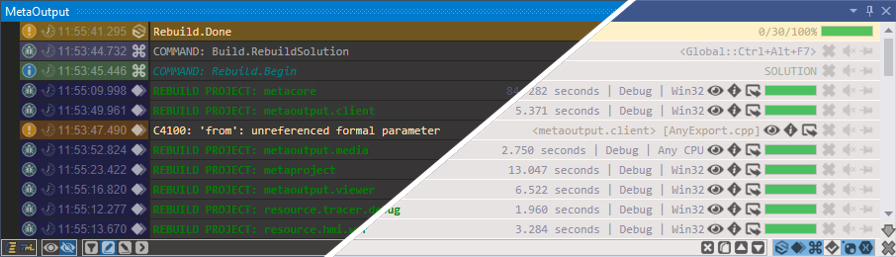 MetaOutput
11:55:41.295 Rebuild.Done 0/30/100%
11:53:44.732 COMMAND: Build.RebuildSolution <Global::Ctrl+Alt+F7>
11:53:45.446 COMMAND: Rebuild.Begin SOLUTION
11:55:09.998 REBUILD PROJECT: metacore .282 seconds | Debug | Win32
11:53:49.961 REBUILD PROJECT: metaoutput.client 5.371 seconds | Debug | Win32
11:53:47.490 C4100: 'from': unreferenced formal parameter <metaoutput.client> [AnyExport.cpp]
11:53:52.824 REBUILD PROJECT: metaoutput.media 2.750 seconds | Debug | Any CPU
11:55:23.422 REBUILD PROJECT: metaproject 13.047 seconds | Debug | Win32
11:55:16.820 REBUILD PROJECT: metaoutput.viewer 6.522 seconds | Debug | Win32
11:55:12.277 REBUILD PROJECT: resource.tracer.debug 1.960 seconds | Debug | Win32
11:55:13.670 REBUILD PROJECT: resource.hmi. 3.284 seconds | Debug | Win32